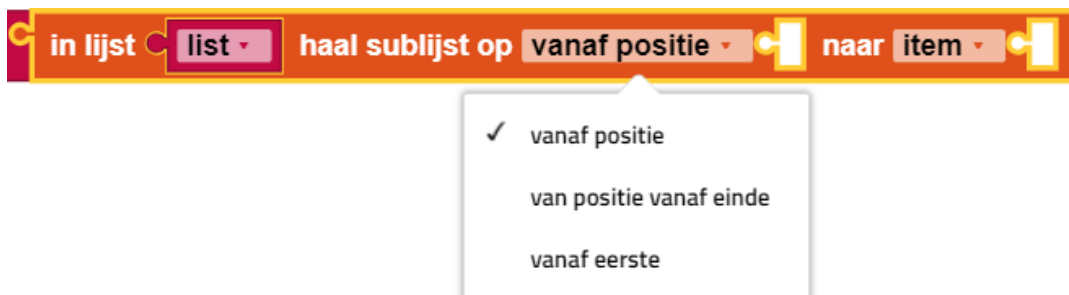 in lijst list haal sublijst op vanaf positie naar item
vanaf positie
van positie vanaf einde
vanaf eerste